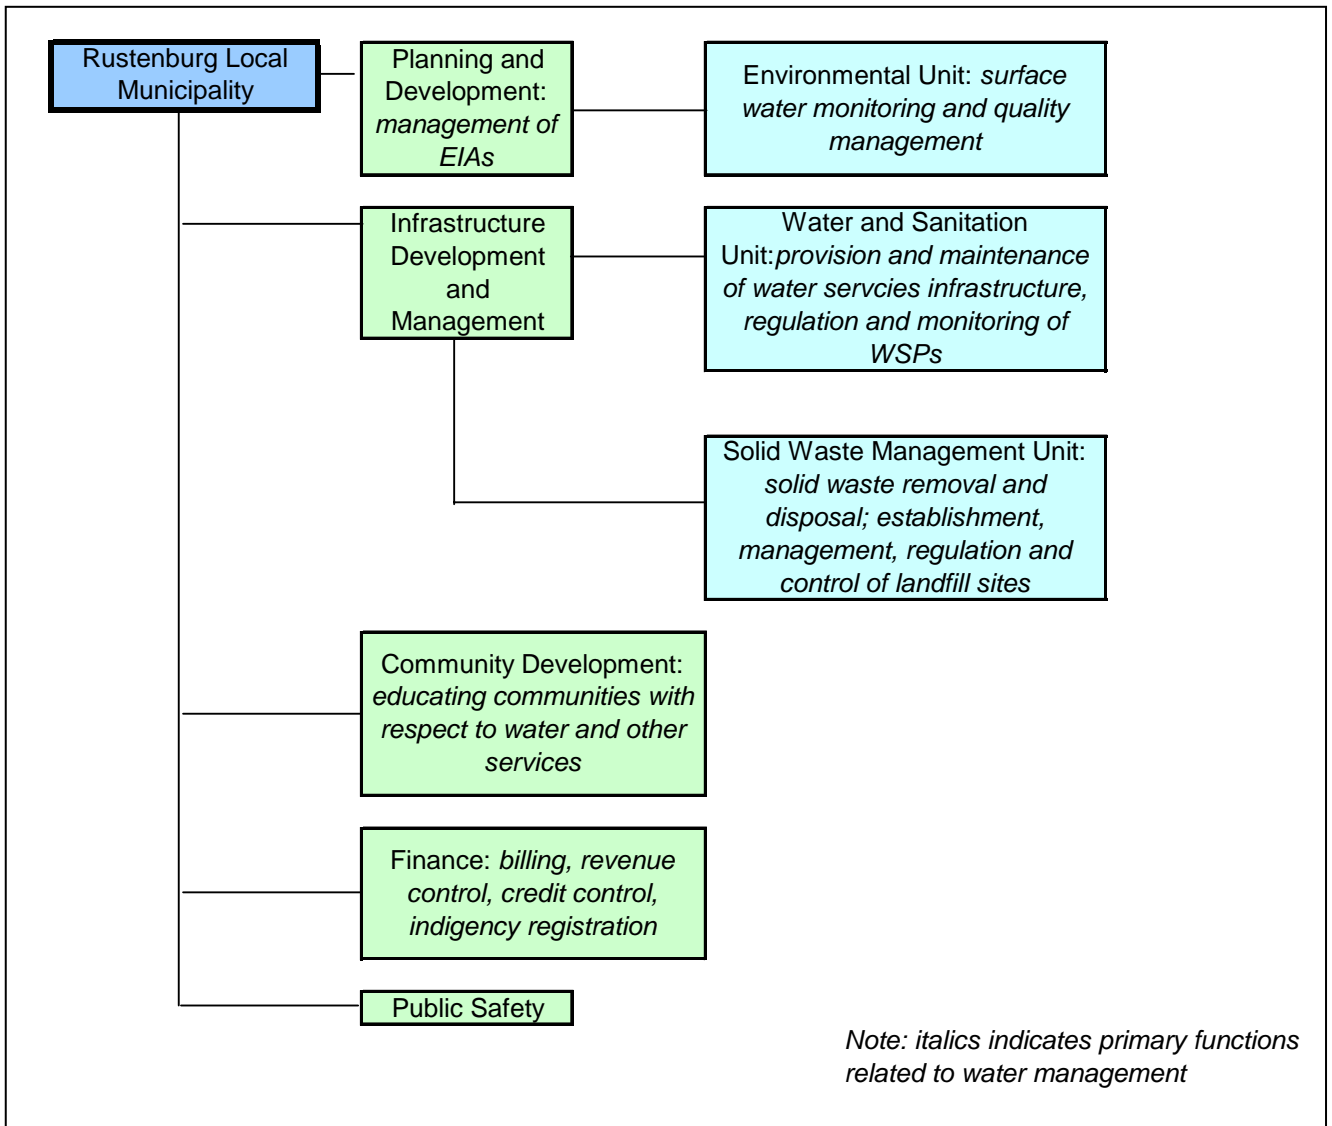 Rustenburg Local
Municipality
Planning and
Development:
management of
EIAs
Environmental Unit: surface
water monitoring and quality
management
Infrastructure
Development
and
Management
Water and Sanitation
Unit:provision and maintenance
of water servcies infrastructure,
regulation and monitoring of
WSPs
Solid Waste Management Unit:
solid waste removal and
disposal; establishment,
management, regulation and
control of landfill sites
Community Development:
educating communities with
respect to water and other
services
Finance: billing, revenue
control, credit control,
indigency registration
Public Safety
Note: italics indicates primary functions
related to water management